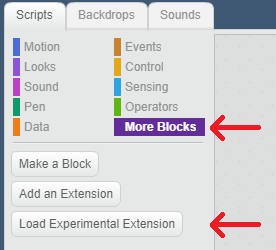 Scripts Backdrops Sounds
Motion Events
Looks Control
Sound Sensing
Pen Operators
Data More Blocks
Make a Block
Add an Extension
Load Experimental Extension